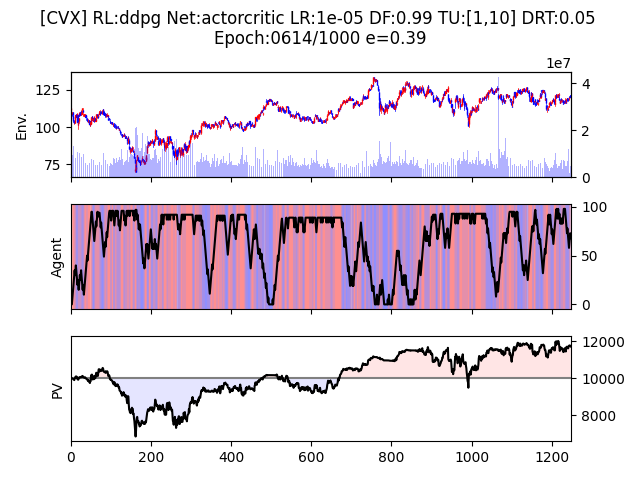 [CVX] RL:ddpg Net:actorcritic LR:1e-05 DF:0.99 TU:[1,10] DRT:0.05
Epoch:0614/1000 e=0.39
1e7
125
100
75
Env.
4
2
0
Agent
100
50
0
PV
12000
10000
8000
0 200 400 600 800 1000 1200